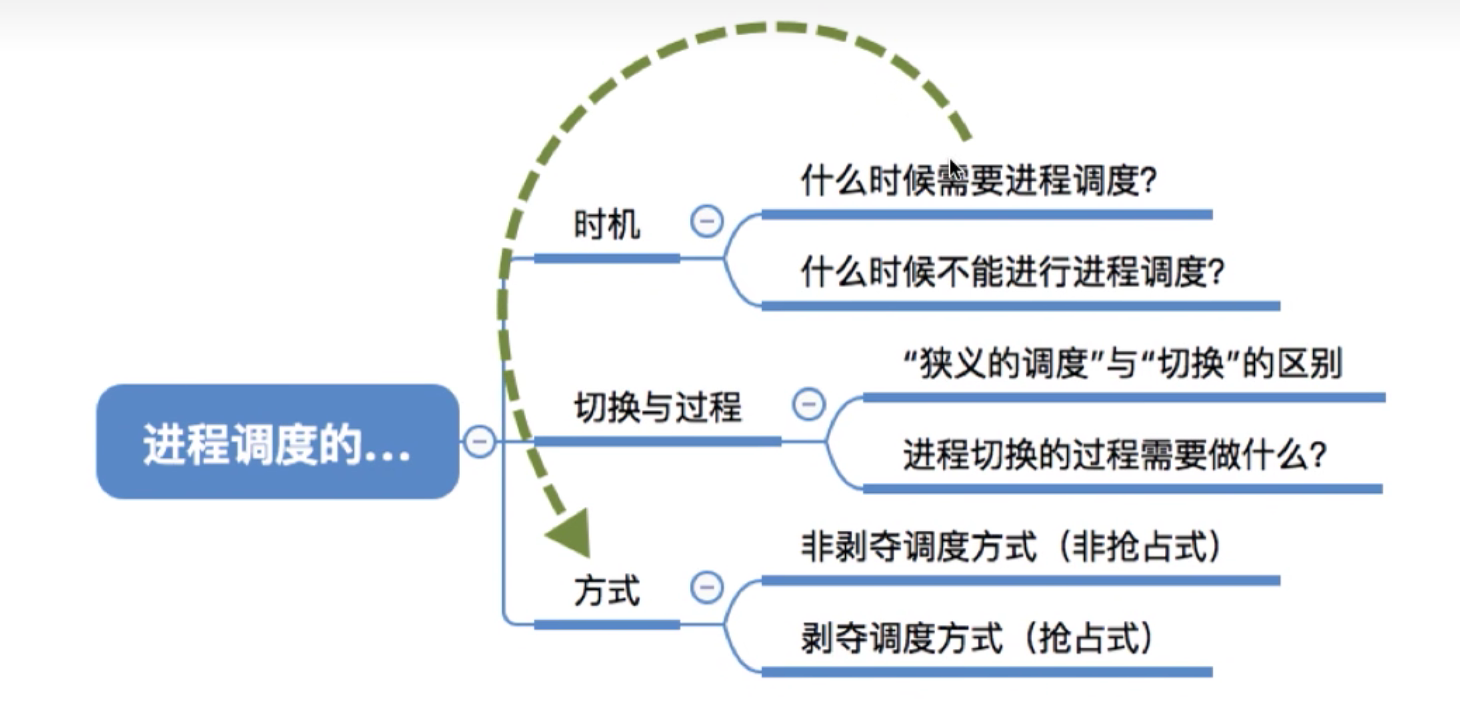 什么时候需要进程调度?
时机
什么时候不能进行进程调度?
“狭义的调度”与“切换”的区别
切换与过程
进程调度的...
进程切换的过程需要做什么?
非剥夺调度方式（非抢占式）
方式
剥夺调度方式（抢占式）